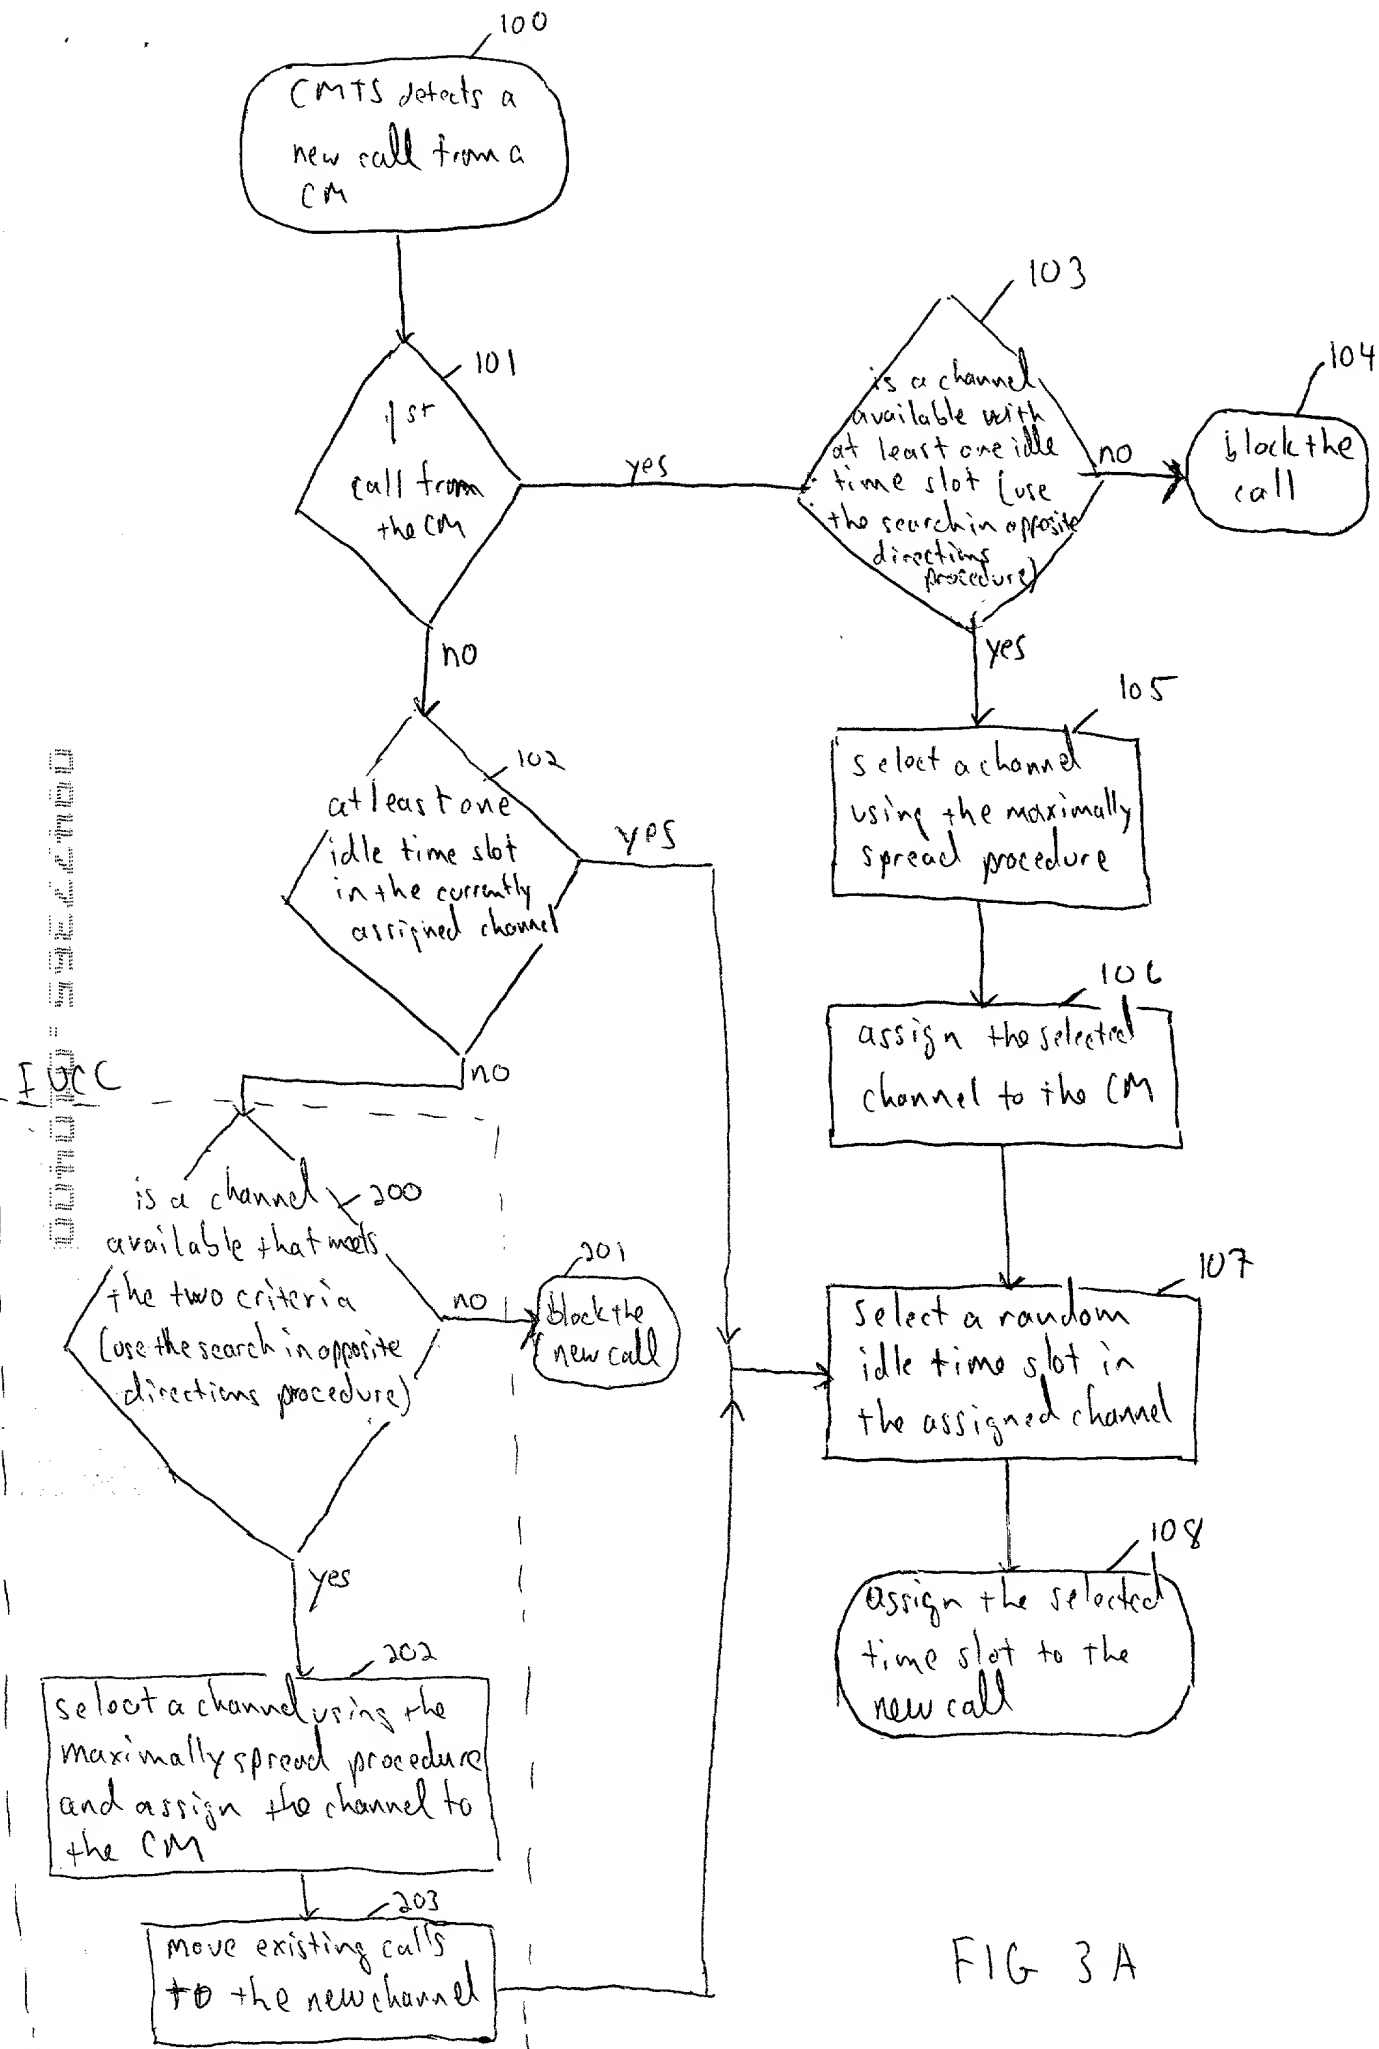 100
CMTS detects a
new call from a
CM
101
1st
call from
the CM
yes
no
103
is a channel
available with
at least one idle
time slot (use
the search in opposite
directions
procedure)
no
104
block the
call
yes
102
at least one
idle time slot
in the currently
assigned channel
yes
no
105
select a channel
using the maximally
spread procedure
106
assign the selected
channel to the CM
IUCC
200
is a channel
available that meets
the two criteria
(use the search in opposite
directions procedure)
no
201
block the
new call
yes
107
select a random
idle time slot in
the assigned channel
108
assign the selected
time slot to the
new call
202
select a channel using the
maximally spread procedure
and assign the channel to
the CM
203
move existing calls
to the new channel
FIG 3A